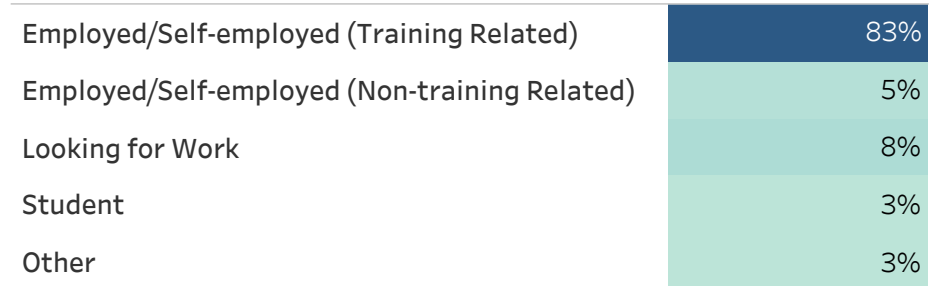 Employed/Self-employed (Training Related) 83%
Employed/Self-employed (Non-training Related) 5%
Looking for Work 8%
Student 3%
Other 3%